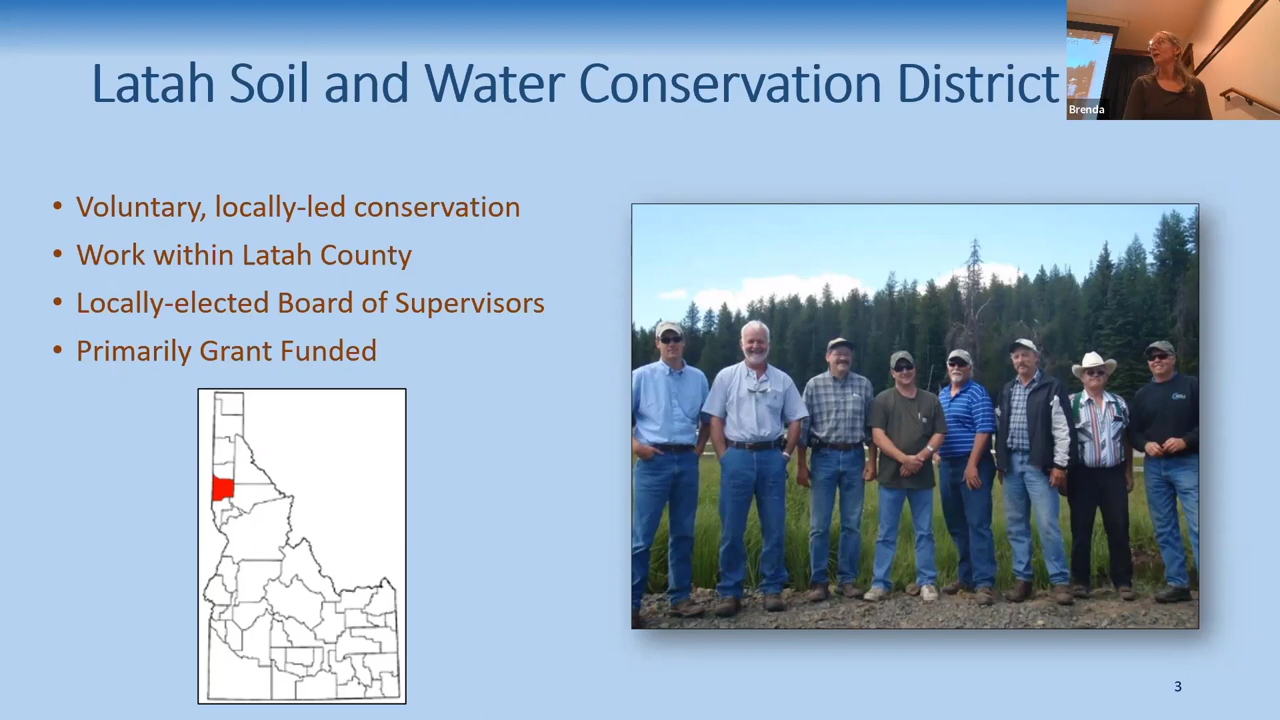 Latah Soil and Water Conservation District
Brenda
• Voluntary, locally-led conservation
• Work within Latah County
• Locally-elected Board of Supervisors
• Primarily Grant Funded
3